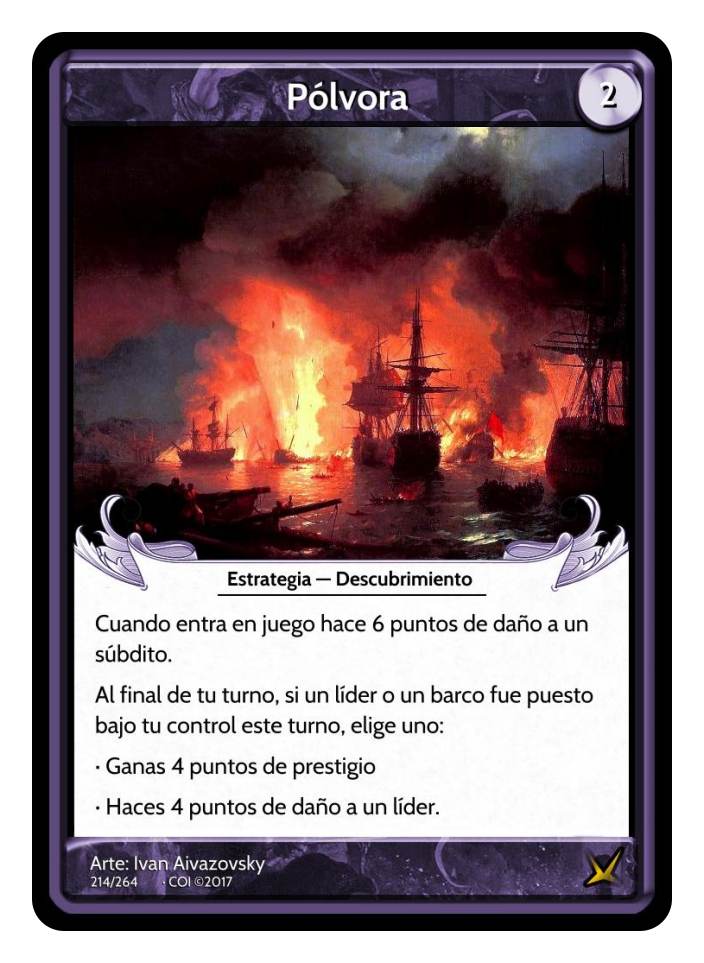 Pólvora
2
Estrategia — Descubrimiento
Cuando entra en juego hace 6 puntos de daño a un
súbdito.
Al final de tu turno, si un líder o un barco fue puesto
bajo tu control este turno, elige uno:
· Ganas 4 puntos de prestigio
· Haces 4 puntos de daño a un líder.
Arte: Ivan Aivazovsky
214/264 · COI ©2017